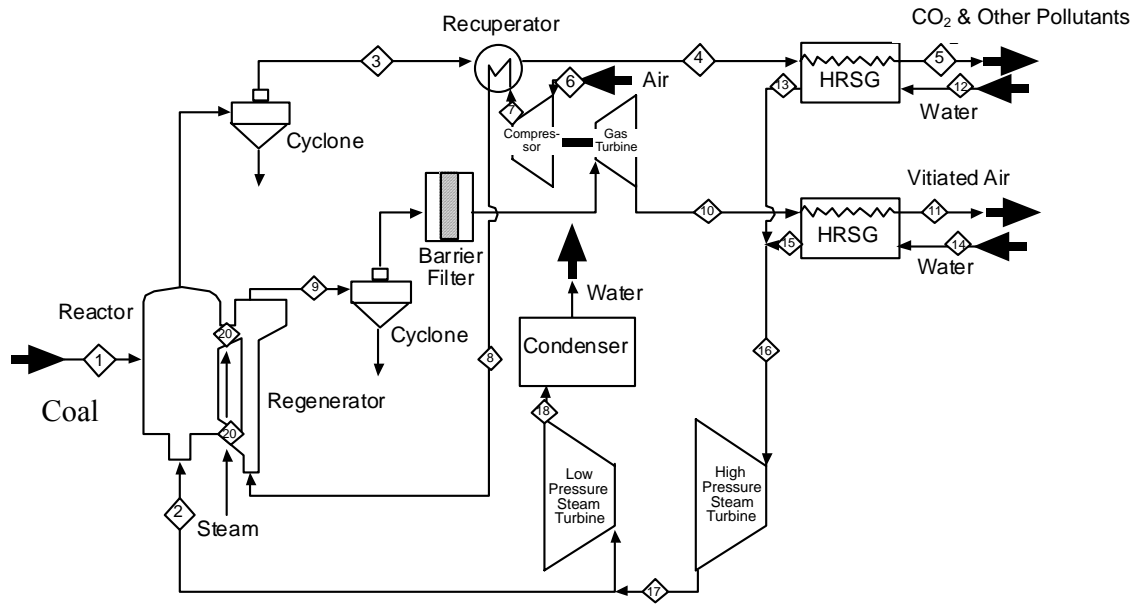 CO2 & Other Pollutants
Recuperator
3
4
5
HRSG
6
Air
7
13
12
Water
Compres-
sor
Gas
Turbine
Cyclone
Vitiated Air
10
11
HRSG
15
14
Water
Barrier
Filter
9
Water
Reactor
Cyclone
20
8
Condenser
16
1
Coal
Regenerator
18
20
Low
Pressure
Steam
Turbine
High
Pressure
Steam
Turbine
2
Steam
17